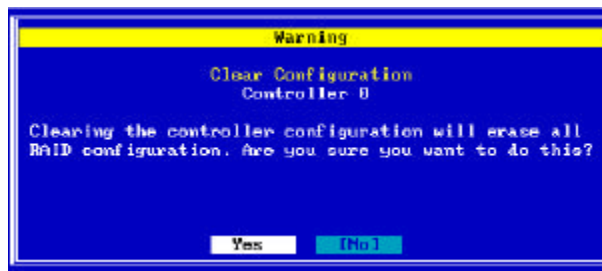 Warning
Clear Configuration
Controller 0
Clearing the controller configuration will erase all
RAID configuration. Are you sure you want to do this?
Yes [No]